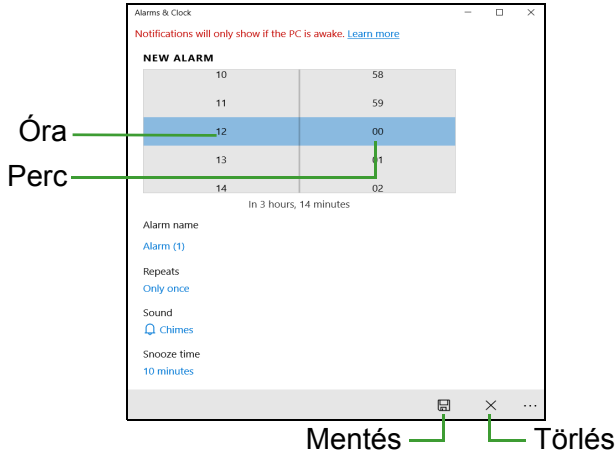 Alarms & Clock
Notifications will only show if the PC is awake. Learn more
NEW ALARM
10 58
11 59
Óra 12 00
13 01
Perc
14 02
In 3 hours, 14 minutes
Alarm name
Alarm (1)
Repeats
Only once
Sound
Chimes
Snooze time
10 minutes
Mentés Törlés